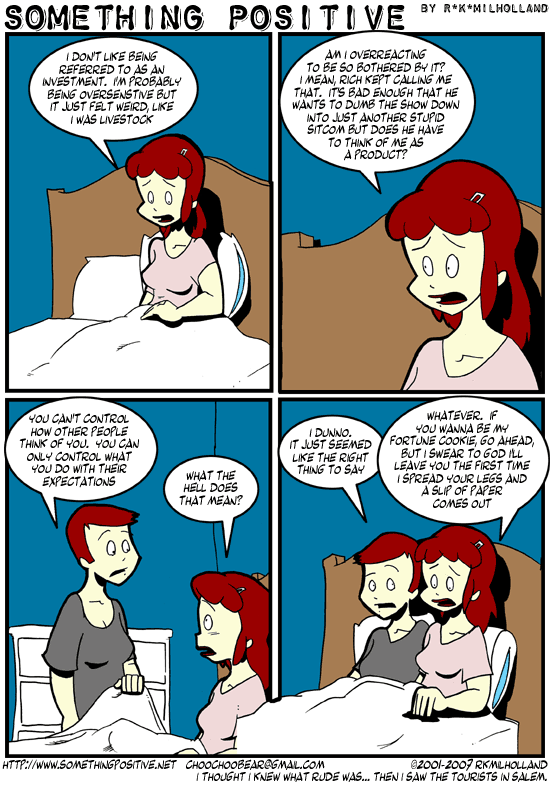 SOMETHING POSITIVE
BY R*K*MILHOLLAND
I DON'T LIKE BEING
REFERRED TO AS AN
INVESTMENT. I'M PROBABLY
BEING OVERSENSTIVE BUT
IT JUST FELT WEIRD, LIKE
I WAS LIVESTOCK
AM I OVERREACTING
TO BE SO BOTHERED BY IT?
I MEAN, RICH KEPT CALLING ME
THAT. IT'S BAD ENOUGH THAT HE
WANTS TO DUMB THE SHOW DOWN
INTO JUST ANOTHER STUPID
SITCOM BUT DOES HE HAVE
TO THINK OF ME AS
A PRODUCT?
YOU CAN'T CONTROL
HOW OTHER PEOPLE
THINK OF YOU. YOU CAN
ONLY CONTROL WHAT
YOU DO WITH THEIR
EXPECTATIONS
WHAT THE
HELL DOES
THAT MEAN?
I DUNNO.
IT JUST SEEMED
LIKE THE RIGHT
THING TO SAY
WHATEVER. IF
YOU WANNA BE MY
FORTUNE COOKIE, GO AHEAD,
BUT I SWEAR TO GOD I'LL
LEAVE YOU THE FIRST TIME
I SPREAD YOUR LEGS AND
A SLIP OF PAPER
COMES OUT
HTTP://WWW.SOMETHINGPOSITIVE.NET CHOOCHOOBEAR@GMAIL.COM ©2001-2007 RKMILHOLLAND
I THOUGHT I KNEW WHAT RUDE WAS... THEN I SAW THE TOURISTS IN SALEM.